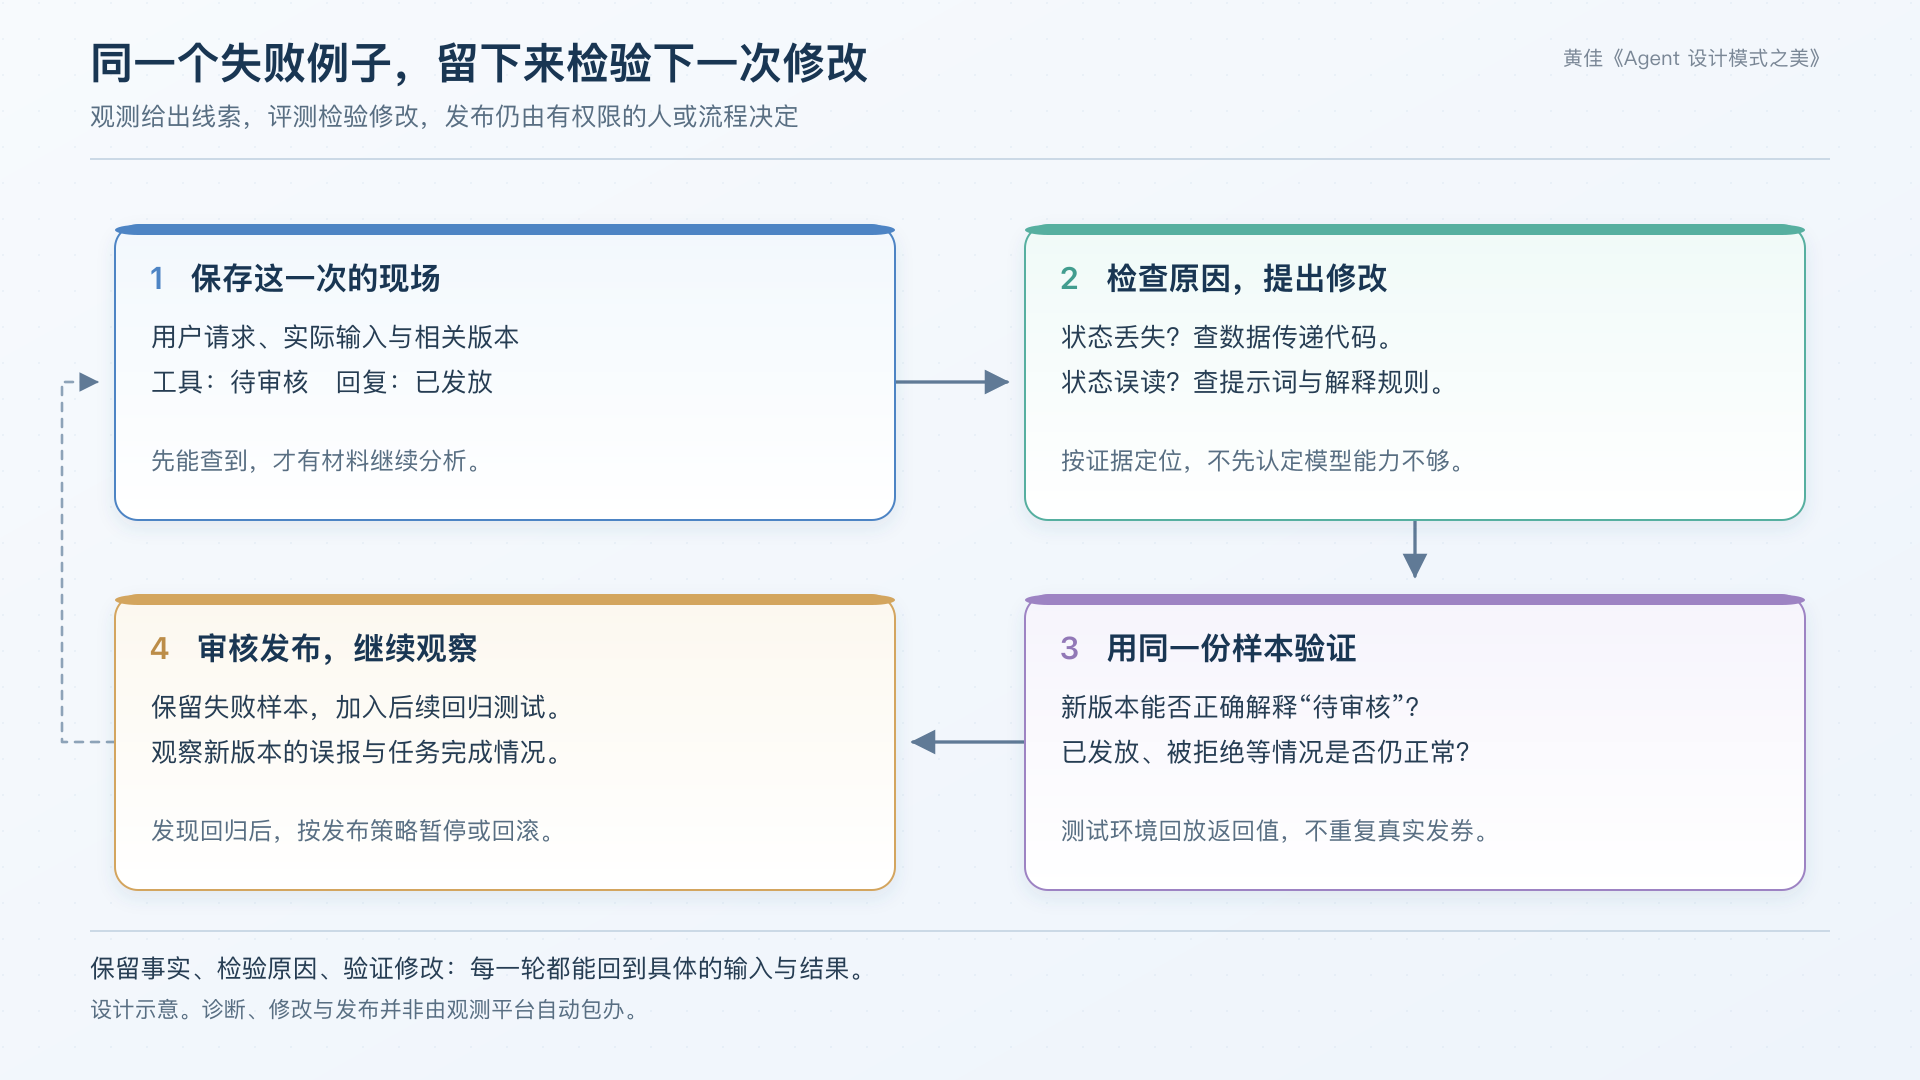 同一个失败例子，留下来检验下一次修改
黄佳《Agent 设计模式之美》
观测给出线索，评测检验修改，发布仍由有权限的人或流程决定
1 保存这一次的现场
用户请求、实际输入与相关版本
工具：待审核　回复：已发放
先能查到，才有材料继续分析。
2 检查原因，提出修改
状态丢失？查数据传递代码。
状态误读？查提示词与解释规则。
按证据定位，不先认定模型能力不够。
4 审核发布，继续观察
保留失败样本，加入后续回归测试。
观察新版本的误报与任务完成情况。
发现回归后，按发布策略暂停或回滚。
3 用同一份样本验证
新版本能否正确解释“待审核”？
已发放、被拒绝等情况是否仍正常？
测试环境回放返回值，不重复真实发券。
保留事实、检验原因、验证修改：每一轮都能回到具体的输入与结果。
设计示意。诊断、修改与发布并非由观测平台自动包办。